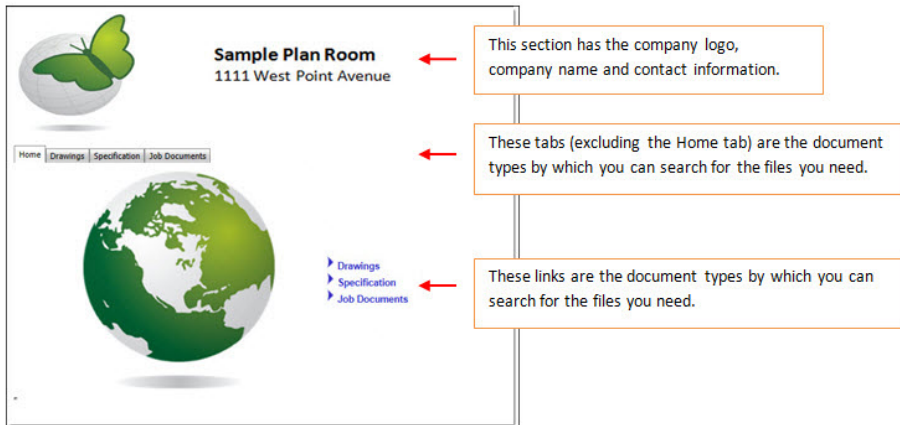 Sample Plan Room
1111 West Point Avenue
This section has the company logo,
company name and contact information.
Home Drawings Specification Job Documents
These tabs (excluding the Home tab) are the document
types by which you can search for the files you need.
Drawings
Specification
Job Documents
These links are the document types by which you can
search for the files you need.